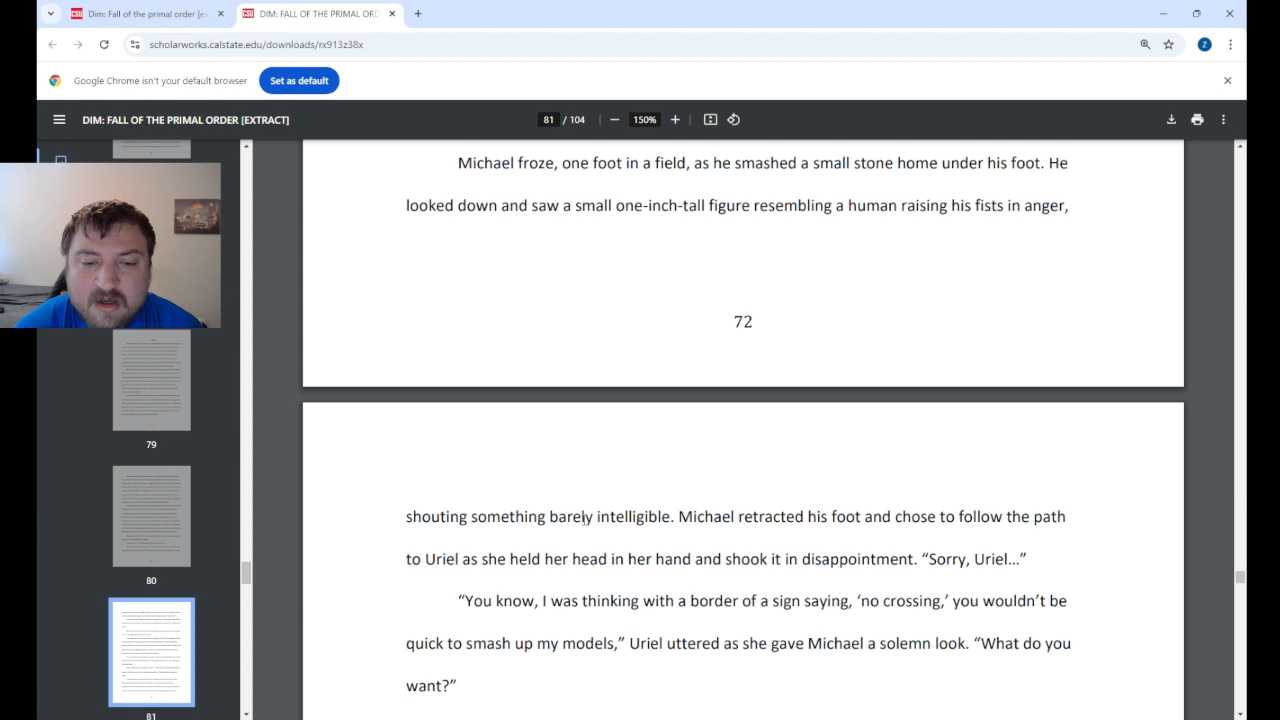 Dim: Fall of the primal order [ex
DIM: FALL OF THE PRIMAL ORD
scholarworks.calstate.edu/downloads/rx913z38x
Z
Google Chrome isn't your default browser
Set as default
DIM: FALL OF THE PRIMAL ORDER [EXTRACT]
81 / 104
150%
Michael froze, one foot in a field, as he smashed a small stone home under his foot. He
looked down and saw a small one-inch-tall figure resembling a human raising his fists in anger,
72
79
80
81
shouting something barely intelligible. Michael retracted his foot and chose to follow the path
to Uriel as she held her head in her hand and shook it in disappointment. “Sorry, Uriel…”
“You know, I was thinking with a border of a sign saying, ‘no crossing,’ you wouldn’t be
quick to smash up my models,” Uriel uttered as she gave Michael a solemn look. “What do you
want?”